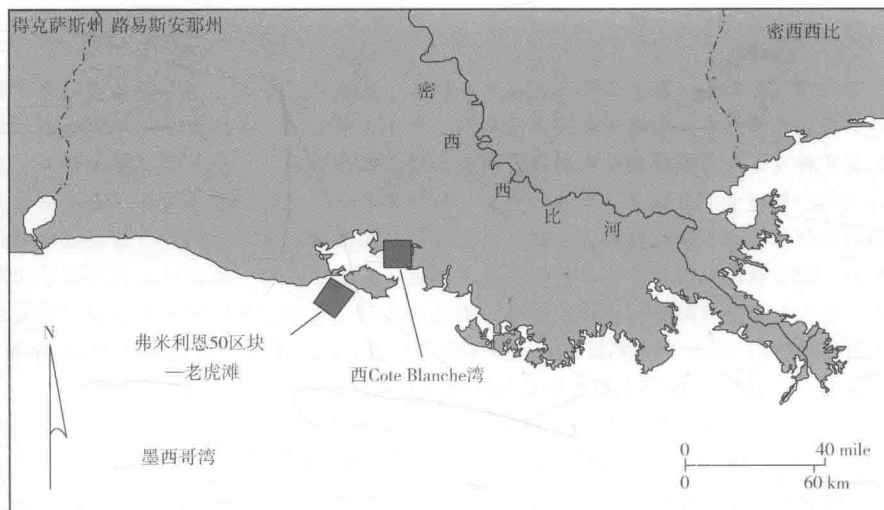 得克萨斯州 路易斯安那州
密西西比
密西西比河
N
弗米利恩50区块
—老虎滩
西Cote Blanche湾
墨西哥湾
0 40 mile
0 60 km